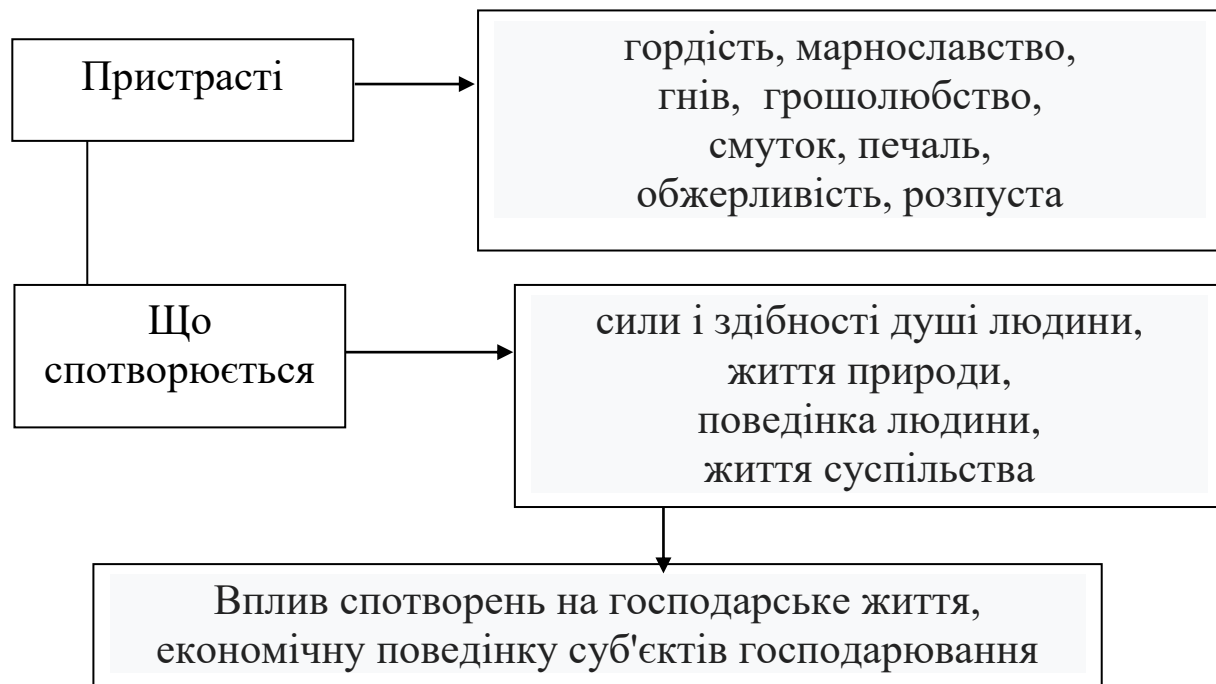 Пристрасті
гордість, марнославство,
гнів, грошолюбство,
смуток, печаль,
обжерливість, розпуста
Що
спотворюється
сили і здібності душі людини,
життя природи,
поведінка людини,
життя суспільства
Вплив спотворень на господарське життя,
економічну поведінку суб'єктів господарювання